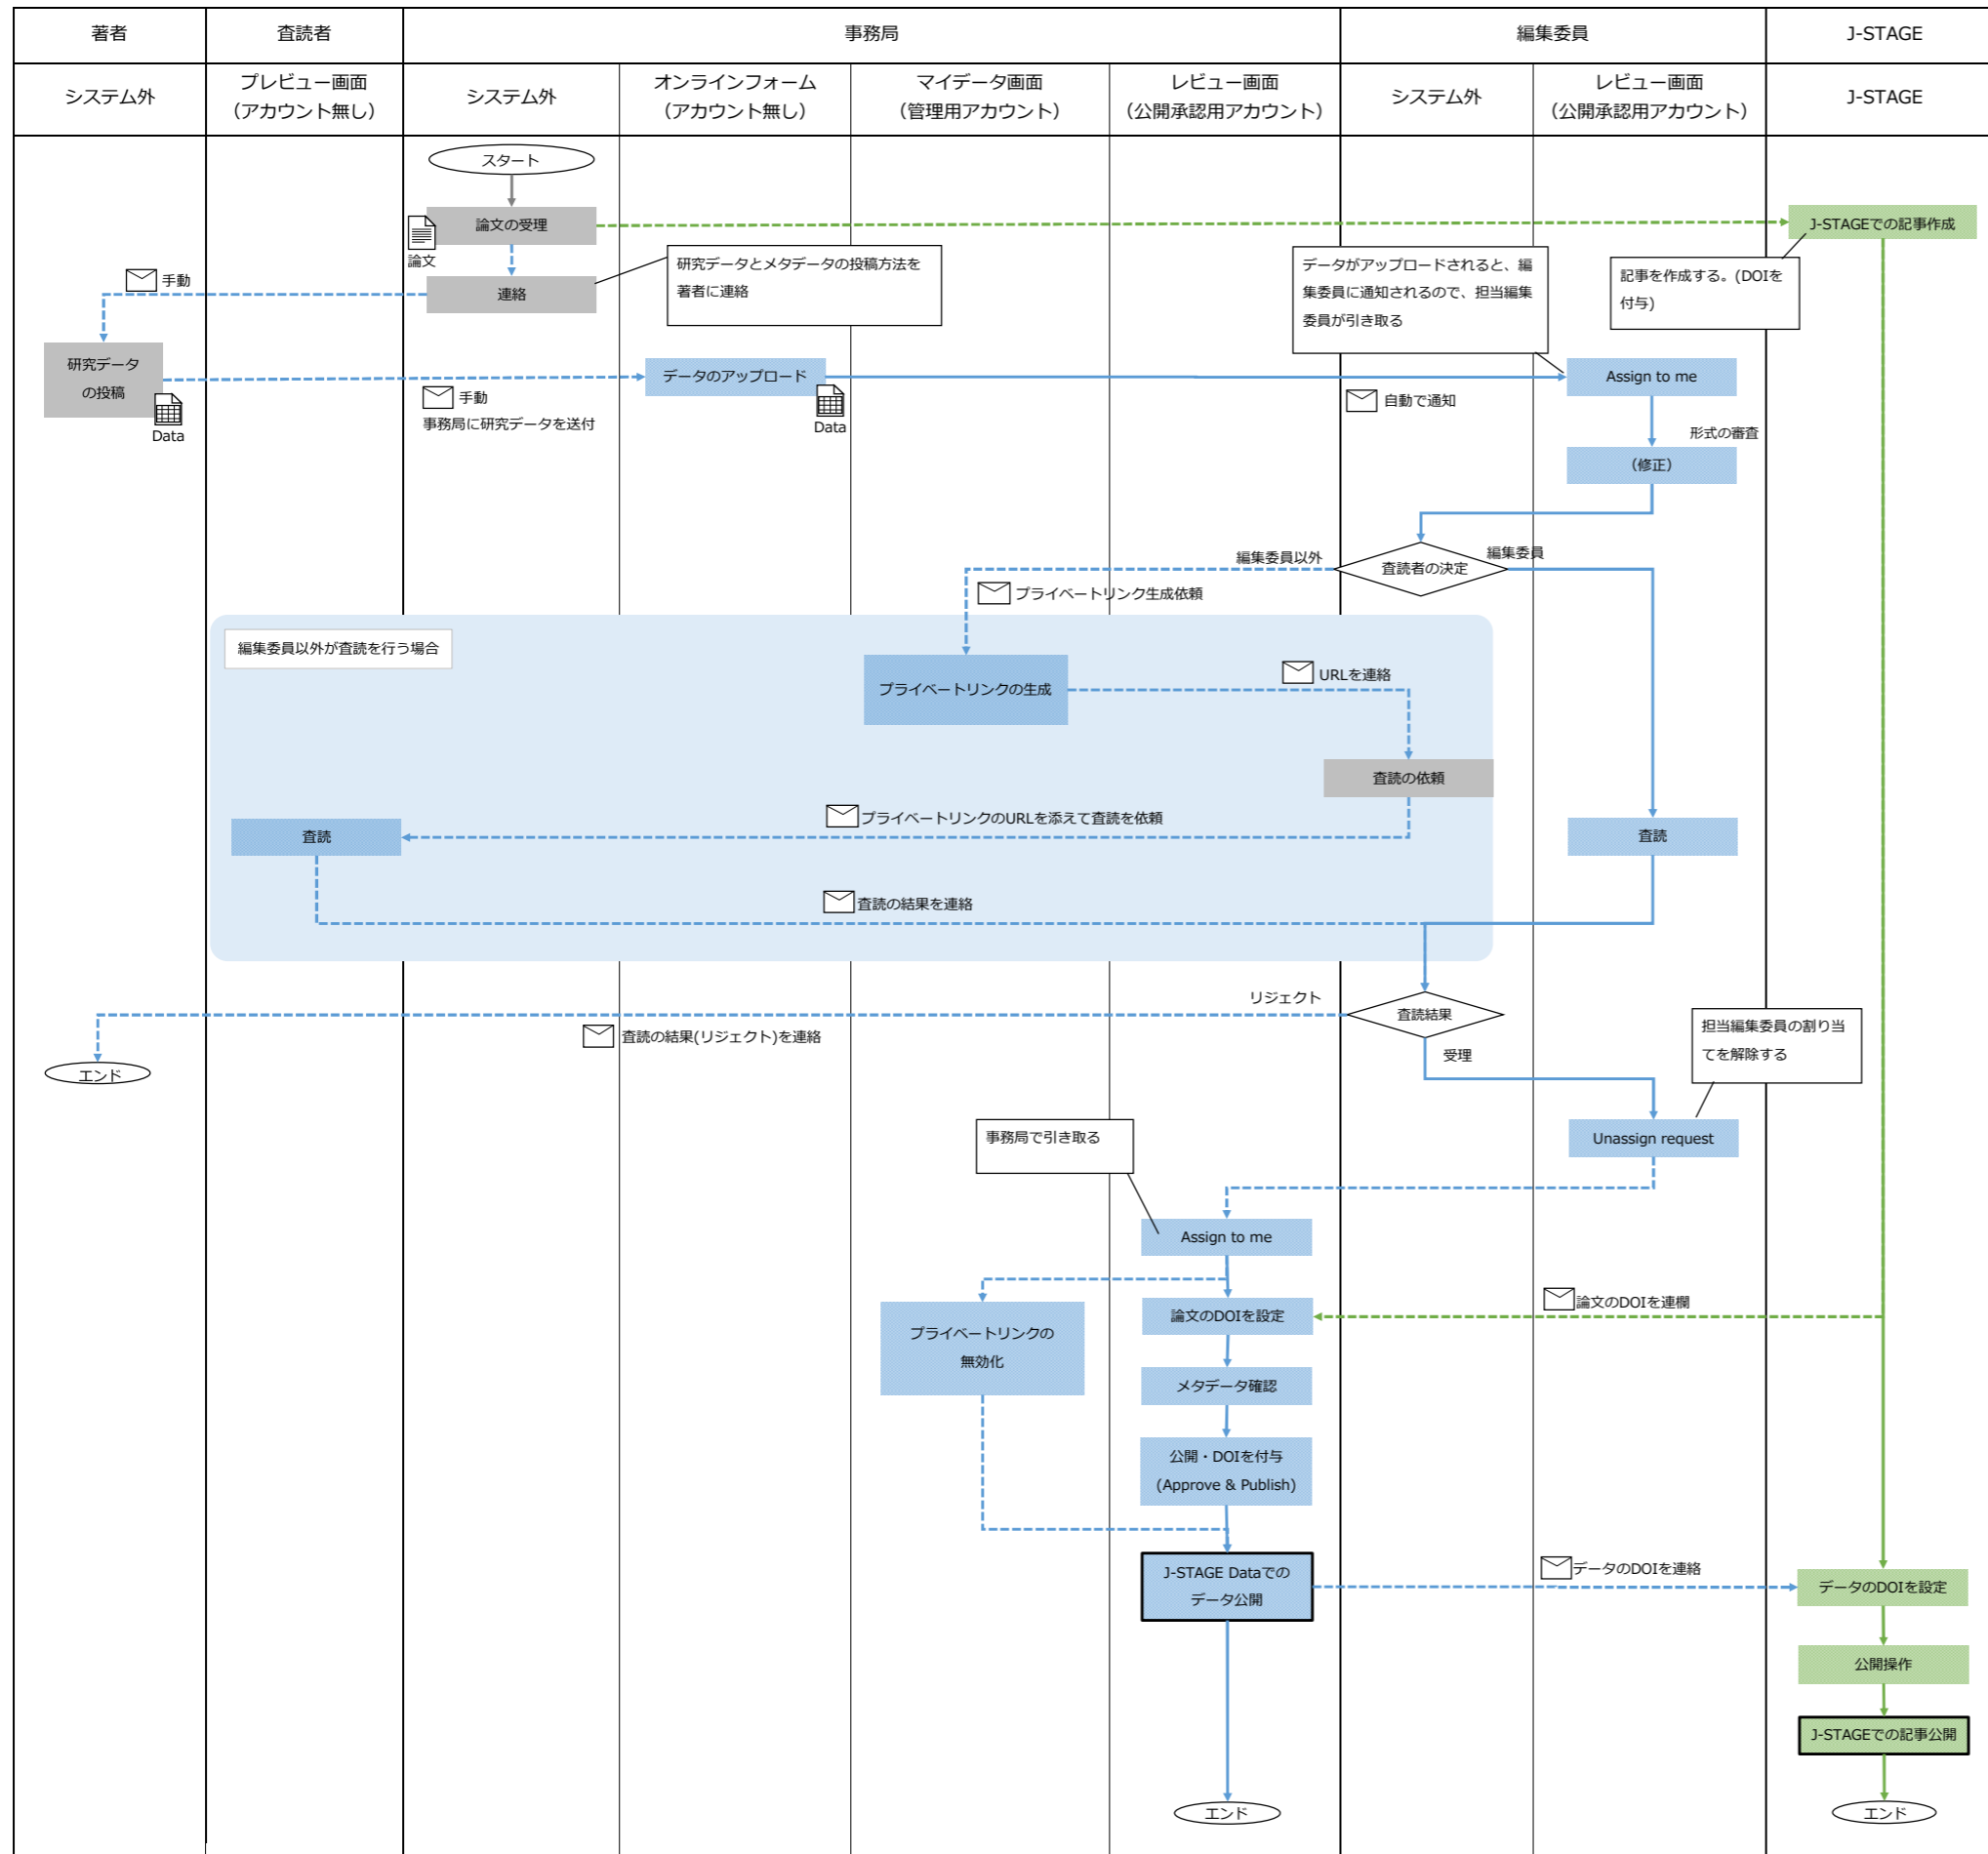 著者
査読者
事務局
編集委員
J-STAGE
システム外
プレビュー画面
（アカウント無し）
システム外
オンラインフォーム
（アカウント無し）
マイデータ画面
（管理用アカウント）
レビュー画面
（公開承認用アカウント）
システム外
レビュー画面
（公開承認用アカウント）
J-STAGE
スタート
論文の受理
論文
J-STAGEでの記事作成
研究データとメタデータの投稿方法を
著者に連絡
データがアップロードされると、編
集委員に通知されるので、担当編集
委員が引き取る
記事を作成する。(DOIを
付与)
手動
連絡
研究データ
の投稿
Data
手動
事務局に研究データを送付
データのアップロード
Data
自動で通知
Assign to me
形式の審査
（修正）
編集委員以外
査読者の決定
編集委員
プライベートリンク生成依頼
編集委員以外が査読を行う場合
プライベートリンクの生成
URLを連絡
査読の依頼
プライベートリンクのURLを添えて査読を依頼
査読
査読
査読の結果を連絡
リジェクト
査読結果
査読の結果(リジェクト)を連絡
受理
担当編集委員の割り当
てを解除する
エンド
事務局で引き取る
Unassign request
Assign to me
論文のDOIを連欄
論文のDOIを設定
プライベートリンクの
無効化
メタデータ確認
公開・DOIを付与
(Approve & Publish)
J-STAGE Dataでの
データ公開
データのDOIを連絡
データのDOIを設定
公開操作
J-STAGEでの記事公開
エンド
エンド